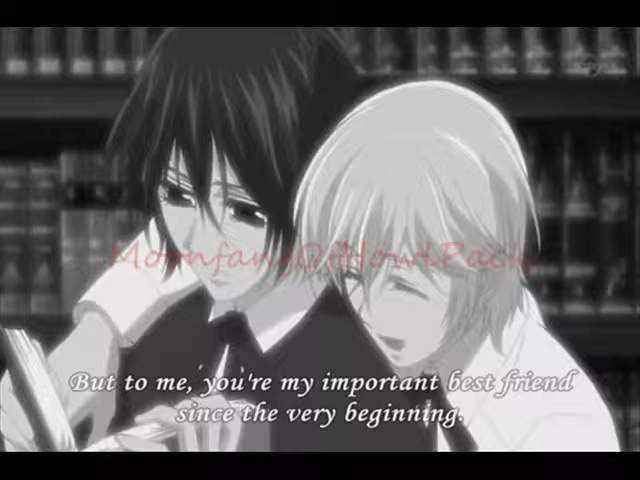 MoonfangOfHowlPack
But to me, you're my important best friend
since the very beginning.